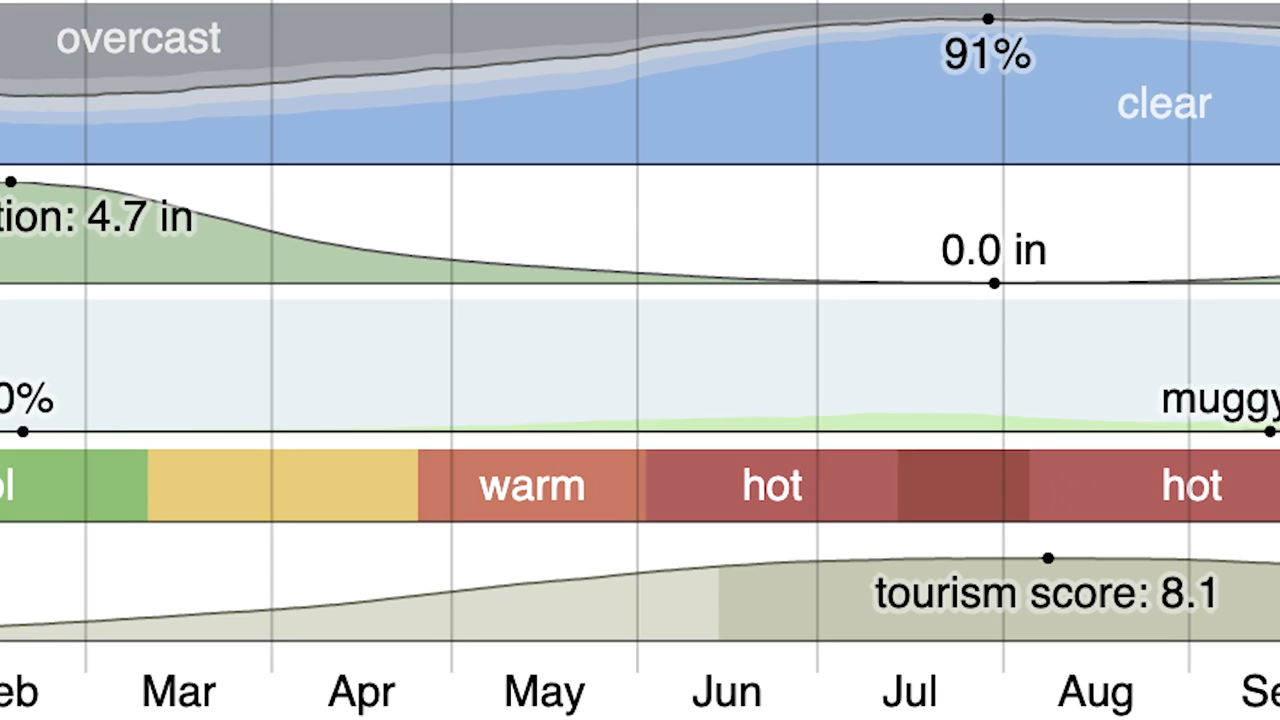 overcast
91%
clear
tion: 4.7 in
0.0 in
0%
muggy
ol
warm hot hot
tourism score: 8.1
eb Mar Apr May Jun Jul Aug Se